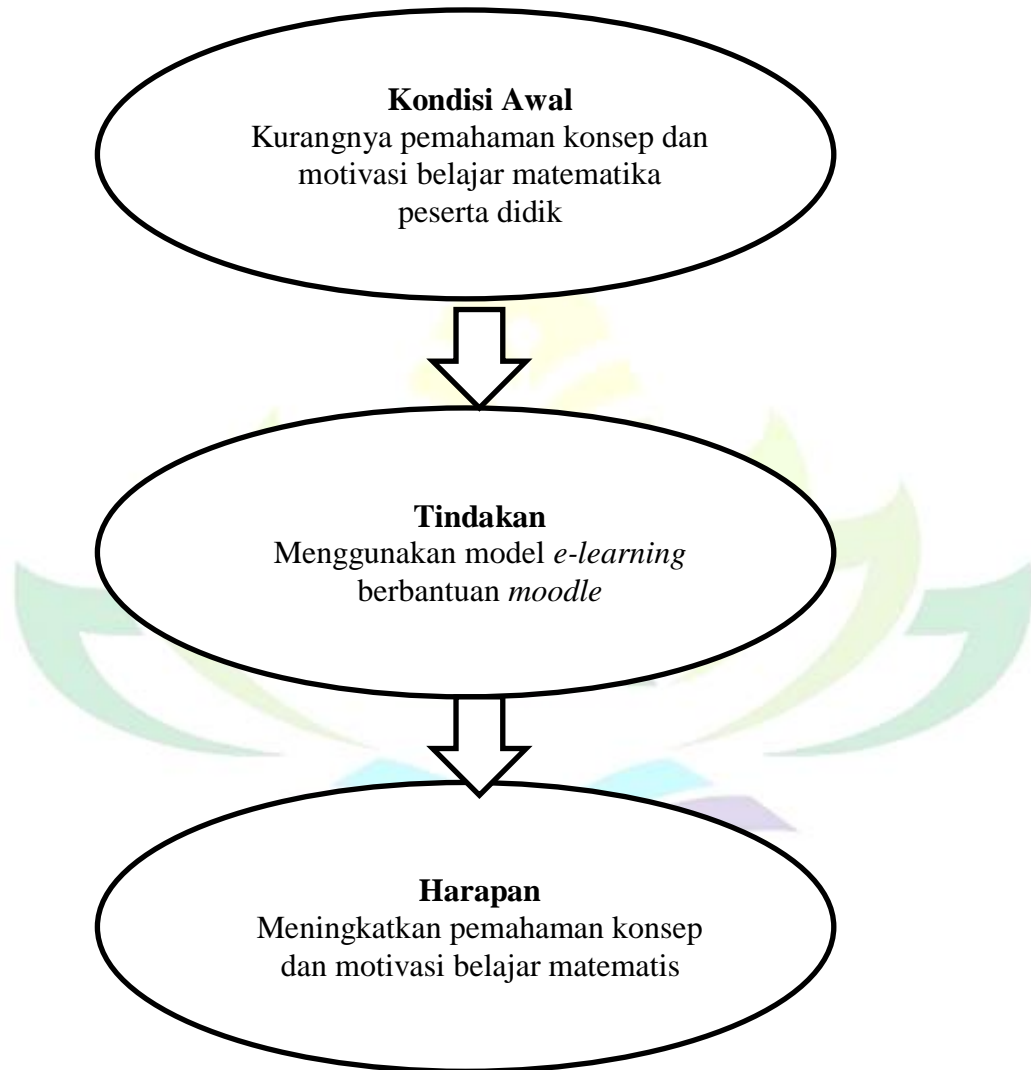 Kondisi Awal
Kurangnya pemahaman konsep dan
motivasi belajar matematika
peserta didik
Tindakan
Menggunakan model e-learning
berbantuan moodle
Harapan
Meningkatkan pemahaman konsep
dan motivasi belajar matematis